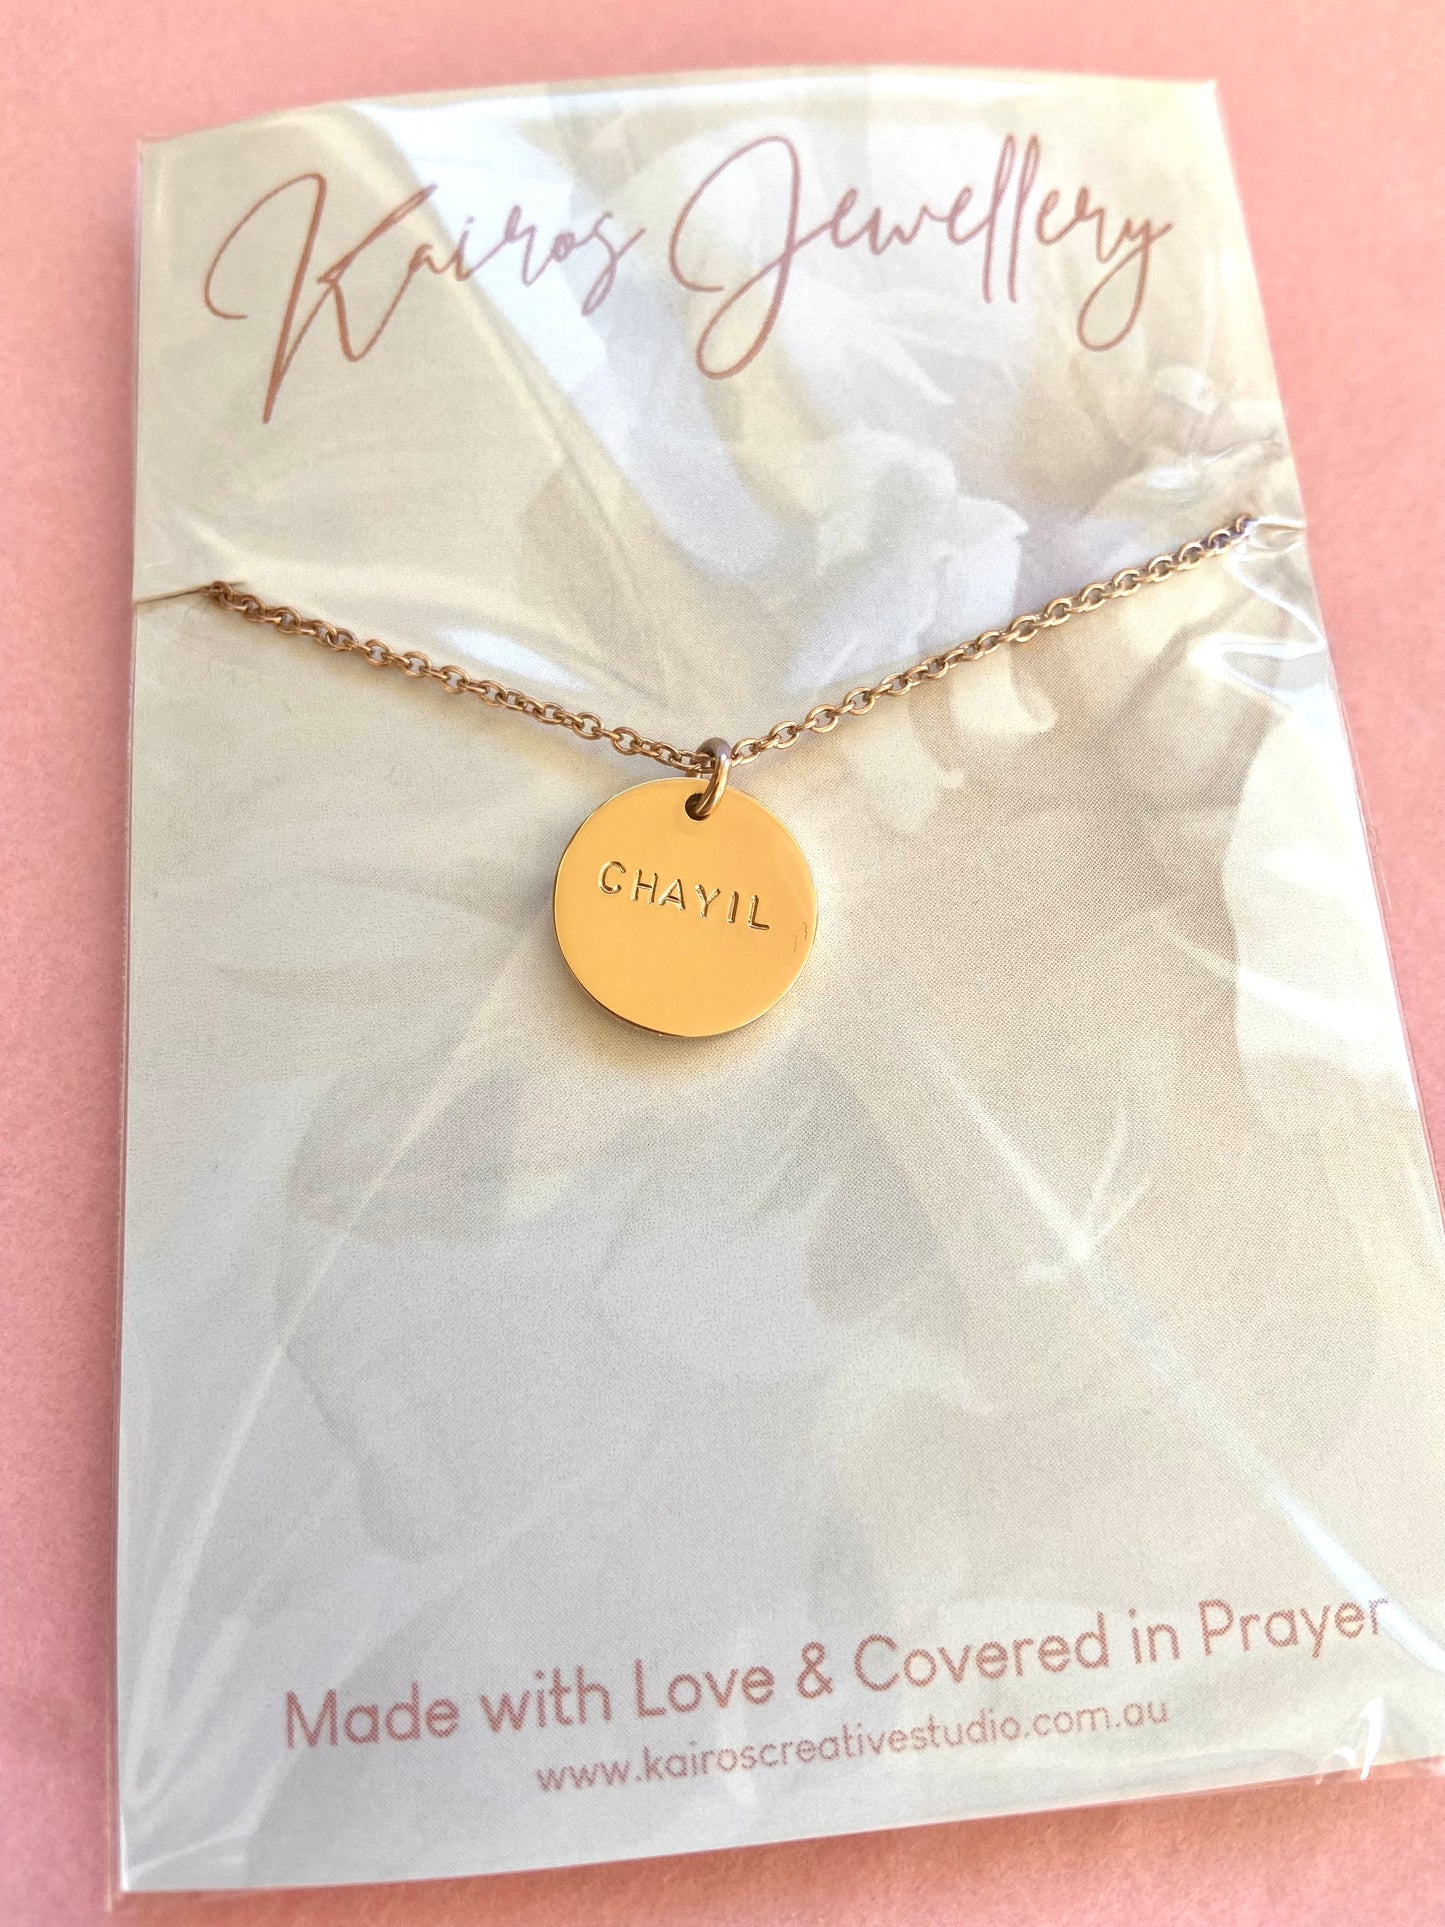 Kairos Jewellery
CHAYIL
Made with Love & Covered in Prayer
www.kairoscreativestudio.com.au